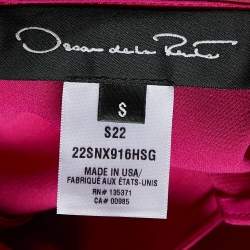 Oscar de la Renta
S
S22
22SNX916HSG
MADE IN USA/
FABRIQUÉ AUX ÉTATS-UNIS
RN# 135371
CA# 00985